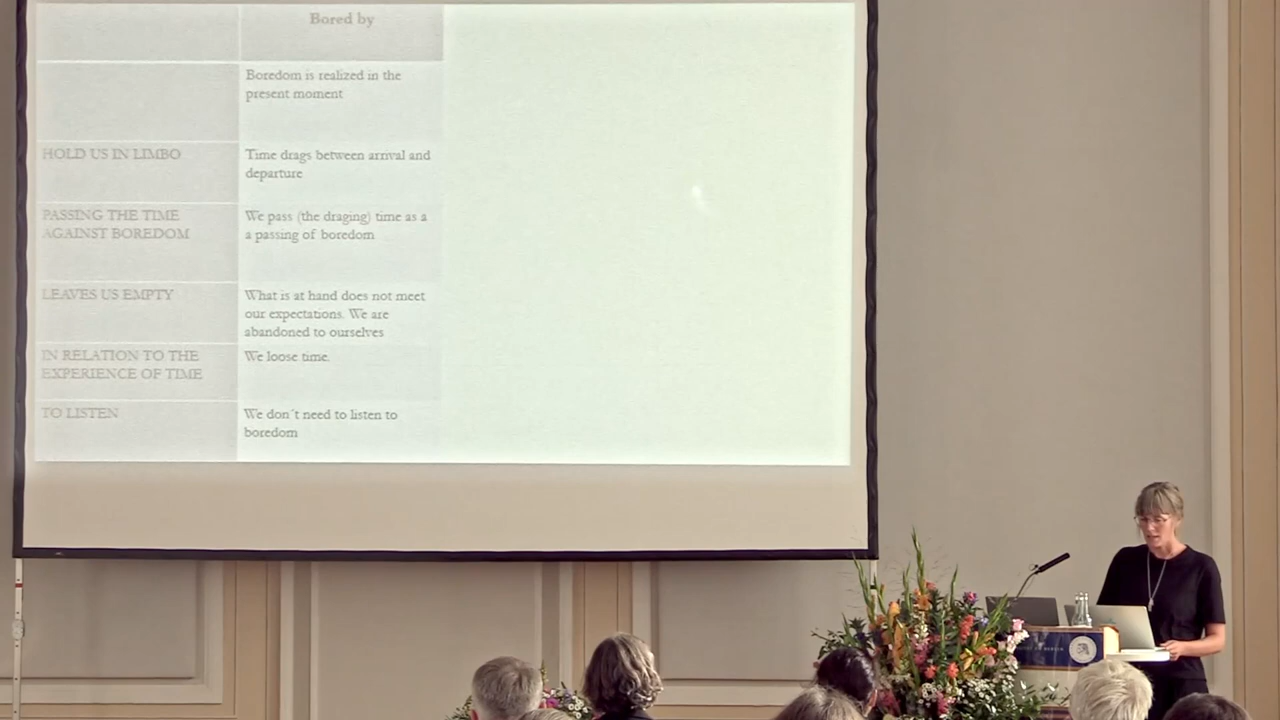 Bored by
Boredom is realized in the
present moment
HOLD US IN LIMBO
Time drags between arrival and
departure
PASSING THE TIME
AGAINST BOREDOM
We pass (the draging) time as a
a passing of boredom
LEAVES US EMPTY
What is at hand does not meet
our expectations. We are
abandoned to ourselves
IN RELATION TO THE
EXPERIENCE OF TIME
We loose time.
TO LISTEN
We don´t need to listen to
boredom